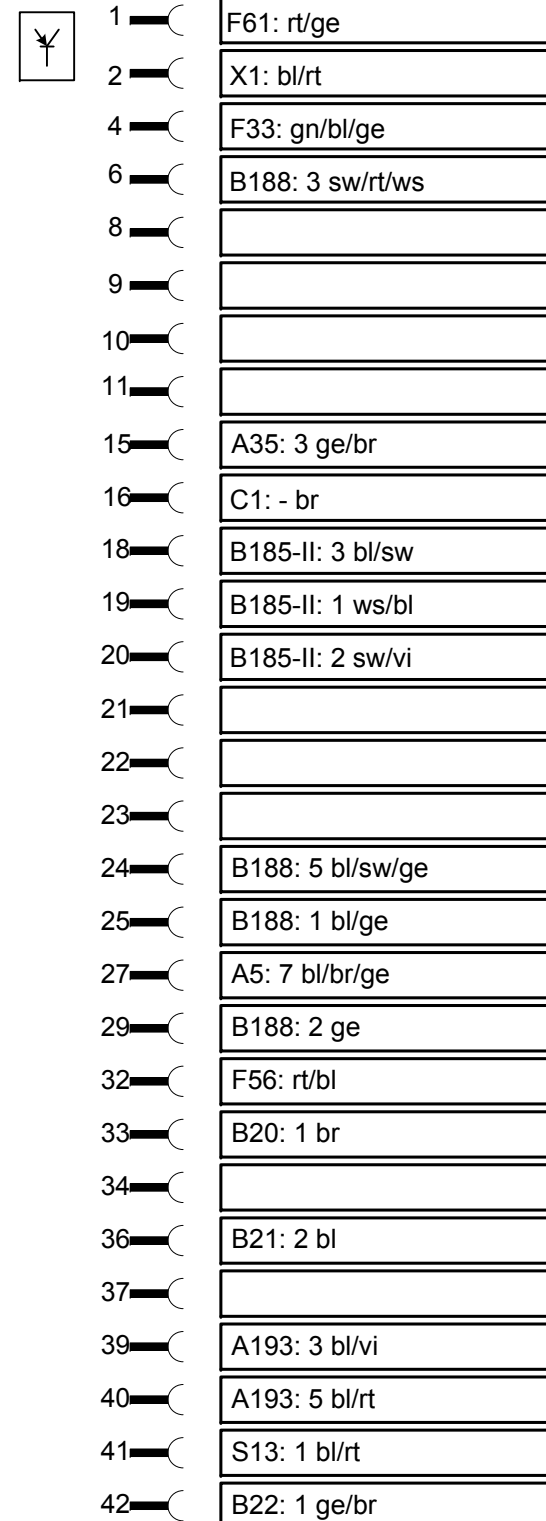 1 F61: rt/ge
2 X1: bl/rt
4 F33: gn/bl/ge
6 B188: 3 sw/rt/ws
8
9
10
11
15 A35: 3 ge/br
16 C1: - br
18 B185-II: 3 bl/sw
19 B185-II: 1 ws/bl
20 B185-II: 2 sw/vi
21
22
23
24 B188: 5 bl/sw/ge
25 B188: 1 bl/ge
27 A5: 7 bl/br/ge
29 B188: 2 ge
32 F56: rt/bl
33 B20: 1 br
34
36 B21: 2 bl
37
39 A193: 3 bl/vi
40 A193: 5 bl/rt
41 S13: 1 bl/rt
42 B22: 1 ge/br